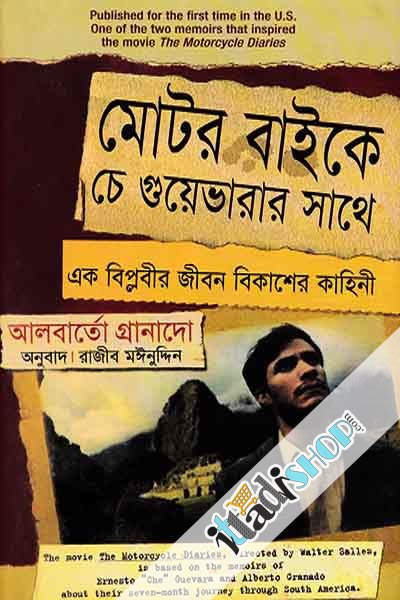 Published for the first time in the U.S.
One of the two memoirs that inspired
the movie The Motorcycle Diaries
মোটর বাইকে
চে গুয়েভারার সাথে
এক বিপ্লবীর জীবন বিকাশের কাহিনী
আলবার্তো গ্রানাদো
অনুবাদ। রাজীব মঈনুদ্দিন
ittadiSHOP.com
The movie The Motorcycle Diaries, directed by Walter Salles,
is based on the memoirs of
Ernesto "Che" Guevara and Alberto Granado
about their seven-month journey through South America.